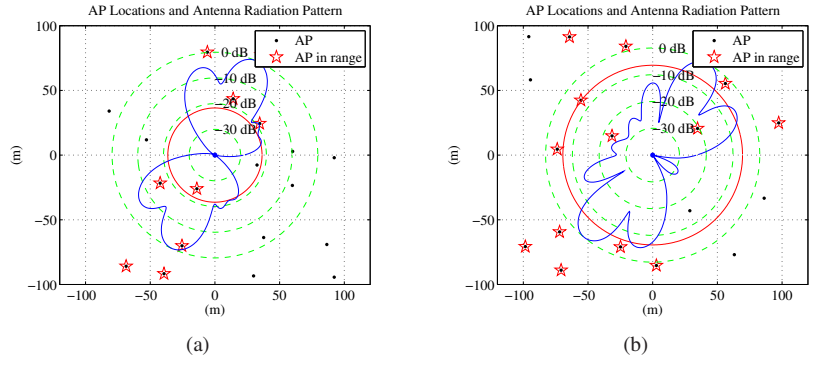 AP Locations and Antenna Radiation Pattern
100
50
0
−50
−100
(m)
−100
−50
0
50
100
(m)
0 dB
−10 dB
−20 dB
−30 dB
AP
AP in range
(a)
AP Locations and Antenna Radiation Pattern
100
50
0
−50
−100
(m)
−100
−50
0
50
100
(m)
0 dB
−10 dB
−20 dB
−30 dB
AP
AP in range
(b)